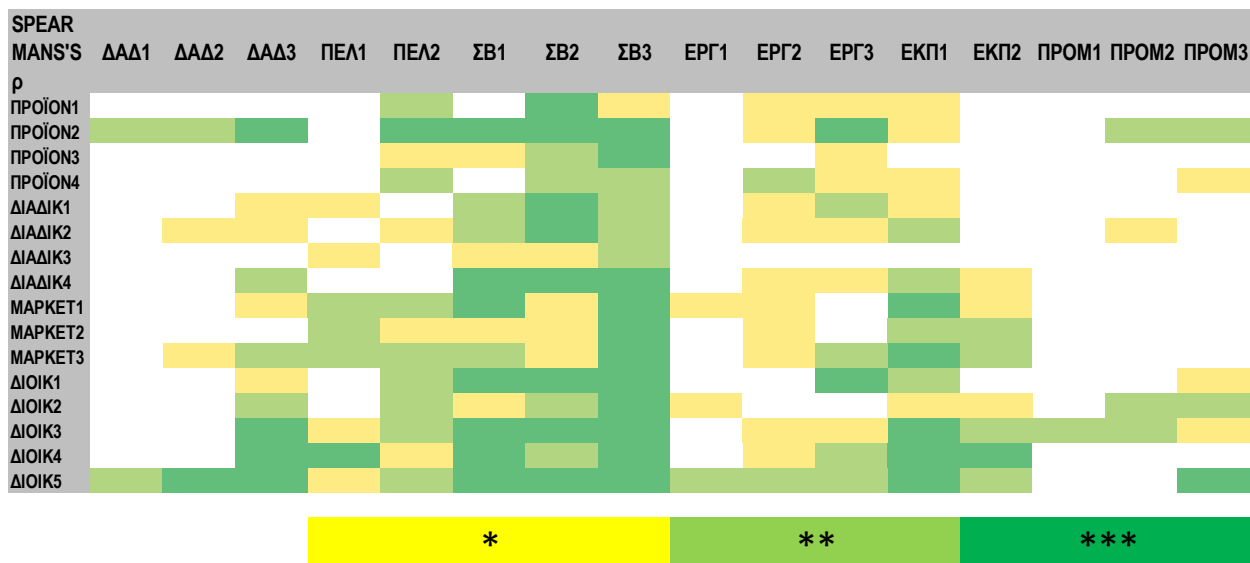 SPEAR
MANS'S ΔΑΔ1 ΔΑΔ2 ΔΑΔ3 ΠΕΛ1 ΠΕΛ2 ΣΒ1 ΣΒ2 ΣΒ3 ΕΡΓ1 ΕΡΓ2 ΕΡΓ3 ΕΚΠ1 ΕΚΠ2 ΠΡΟΜ1 ΠΡΟΜ2 ΠΡΟΜ3
ρ
ΠΡΟΪΟΝ1
ΠΡΟΪΟΝ2
ΠΡΟΪΟΝ3
ΠΡΟΪΟΝ4
ΔΙΑΔΙΚ1
ΔΙΑΔΙΚ2
ΔΙΑΔΙΚ3
ΔΙΑΔΙΚ4
ΜΑΡΚΕΤ1
ΜΑΡΚΕΤ2
ΜΑΡΚΕΤ3
ΔΙΟΙΚ1
ΔΙΟΙΚ2
ΔΙΟΙΚ3
ΔΙΟΙΚ4
ΔΙΟΙΚ5
* ** ***